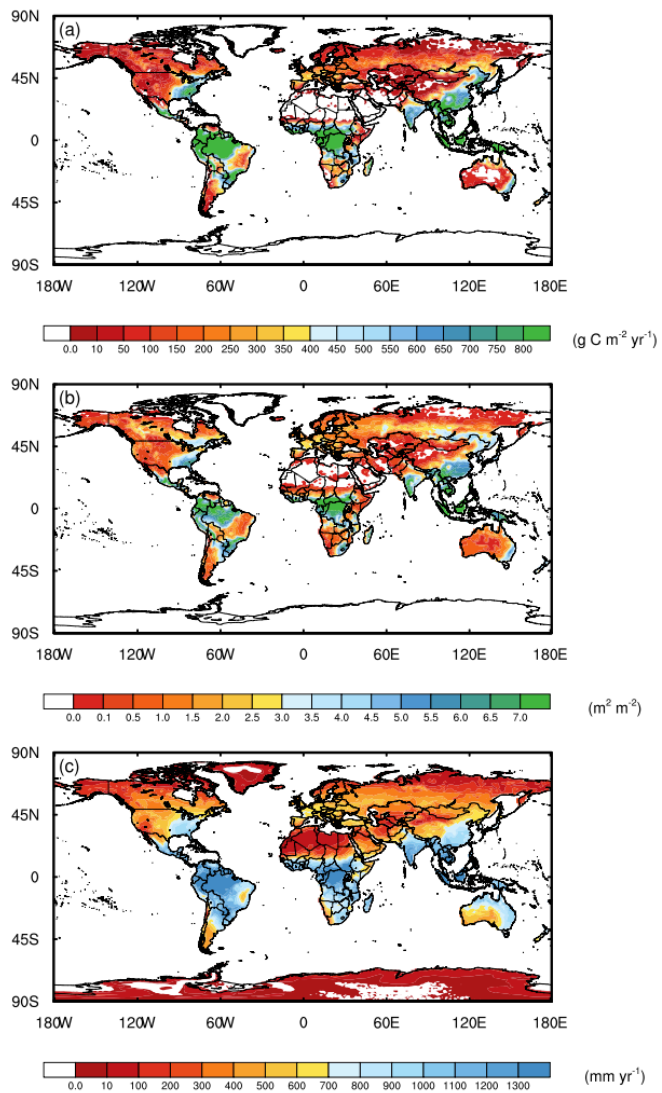 (a)
90N
45N
0
45S
90S
180W 120W 60W 0 60E 120E 180E
0.0 10 50 100 150 200 250 350 400 450 550 600 650 700 750 800
(g C m⁻² yr⁻¹)
(b)
90N
45N
0
45S
90S
180W 120W 60W 0 60E 120E 180E
0.0 0.1 0.5 1.0 1.5 2.0 2.5 3.0 3.5 4.0 4.5 5.0 5.5 6.0 6.5 7.0
(m² m⁻²)
(c)
90N
45N
0
45S
90S
180W 120W 60W 0 60E 120E 180E
0.0 10 100 200 300 400 500 600 700 800 900 1000 1100 1200 1300
(mm yr⁻¹)